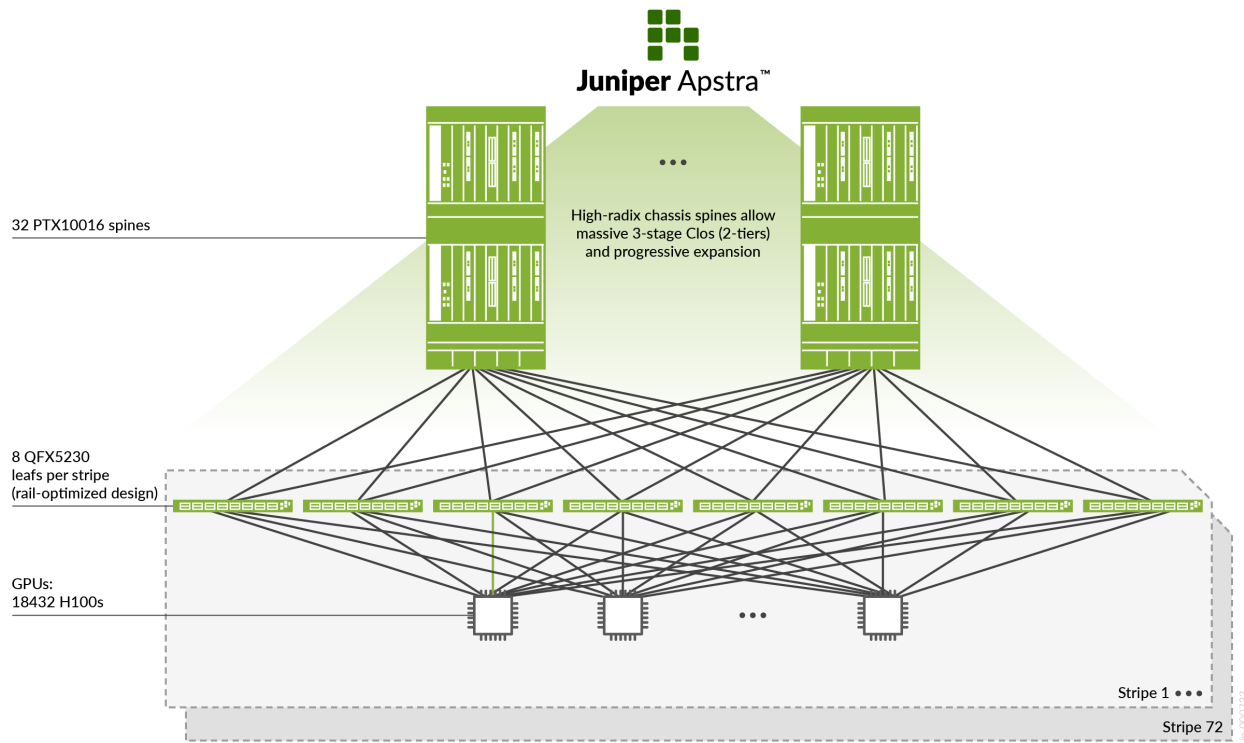 Juniper Apstra™
32 PTX10016 spines
High-radix chassis spines allow
massive 3-stage Clos (2-tiers)
and progressive expansion
8 QFX5230
leafs per stripe
(rail-optimized design)
GPUs:
18432 H100s
Stripe 1
Stripe 72